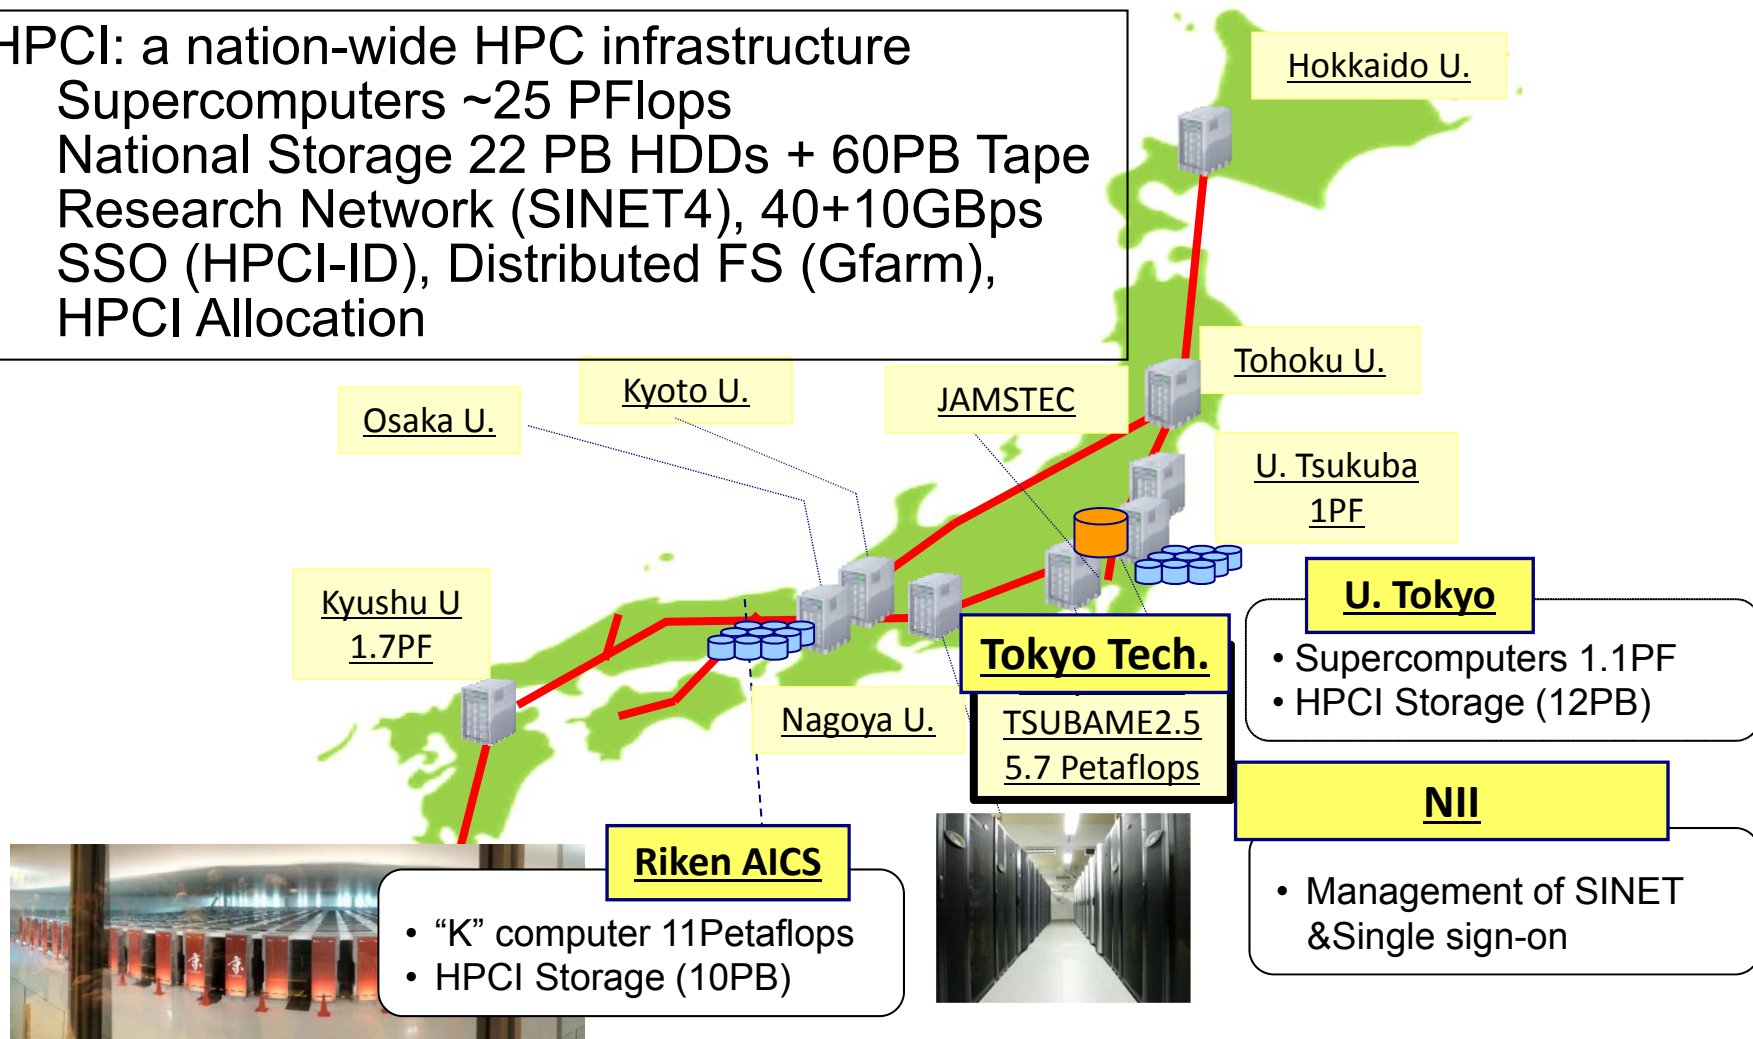 HPCI: a nation-wide HPC infrastructure
Supercomputers ~25 PFlops
National Storage 22 PB HDDs + 60PB Tape
Research Network (SINET4), 40+10GBps
SSO (HPCI-ID), Distributed FS (Gfarm),
HPCI Allocation
Hokkaido U.
Tohoku U.
Kyoto U.
JAMSTEC
Osaka U.
U. Tsukuba
1PF
Kyushu U
1.7PF
U. Tokyo
• Supercomputers 1.1PF
• HPCI Storage (12PB)
Tokyo Tech.
TSUBAME2.5
5.7 Petaflops
Nagoya U.
NII
• Management of SINET
&Single sign-on
Riken AICS
• “K” computer 11Petaflops
• HPCI Storage (10PB)
京
京